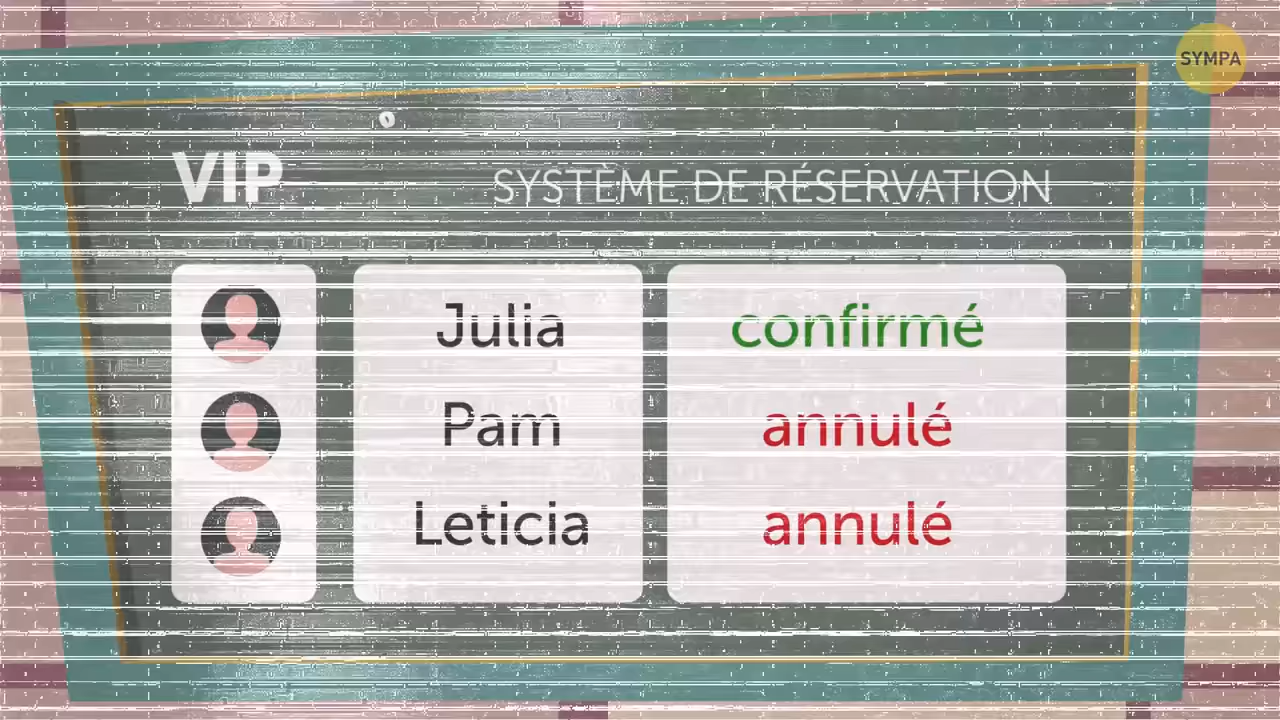 SYMPA
VIP
SYSTÈME DE RÉSERVATION
Julia confirmé
Pam annulé
Leticia annulé